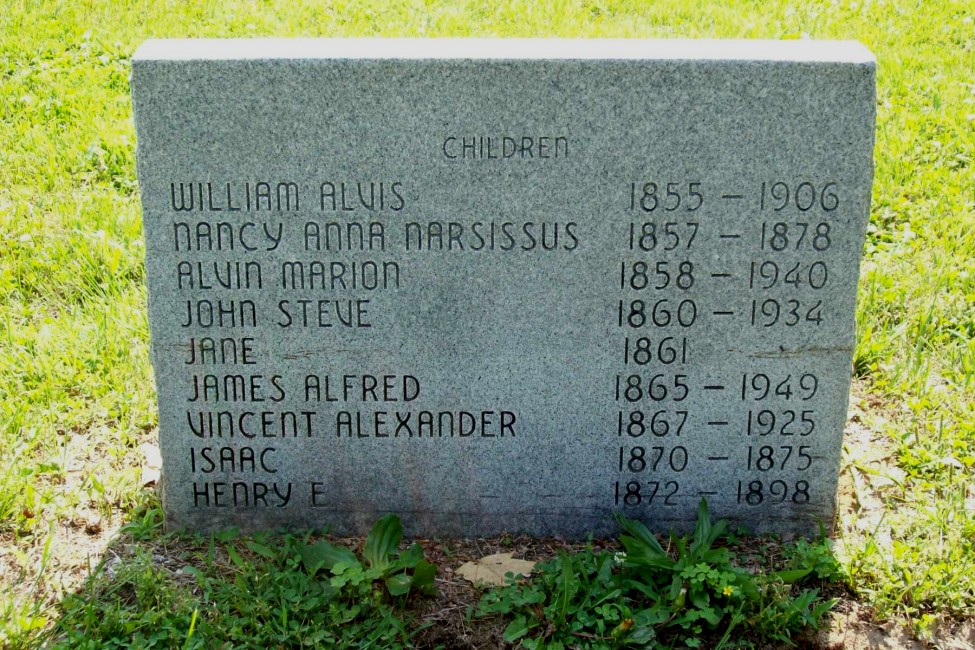 CHILDREN
WILLIAM ALVIS 1855 – 1906
NANCY ANNA NARSISSUS 1857 – 1878
ALVIN MARION 1858 – 1940
JOHN STEVE 1860 – 1934
JANE 1861
JAMES ALFRED 1865 – 1949
VINCENT ALEXANDER 1867 – 1925
ISAAC 1870 – 1875
HENRY E 1872 – 1898